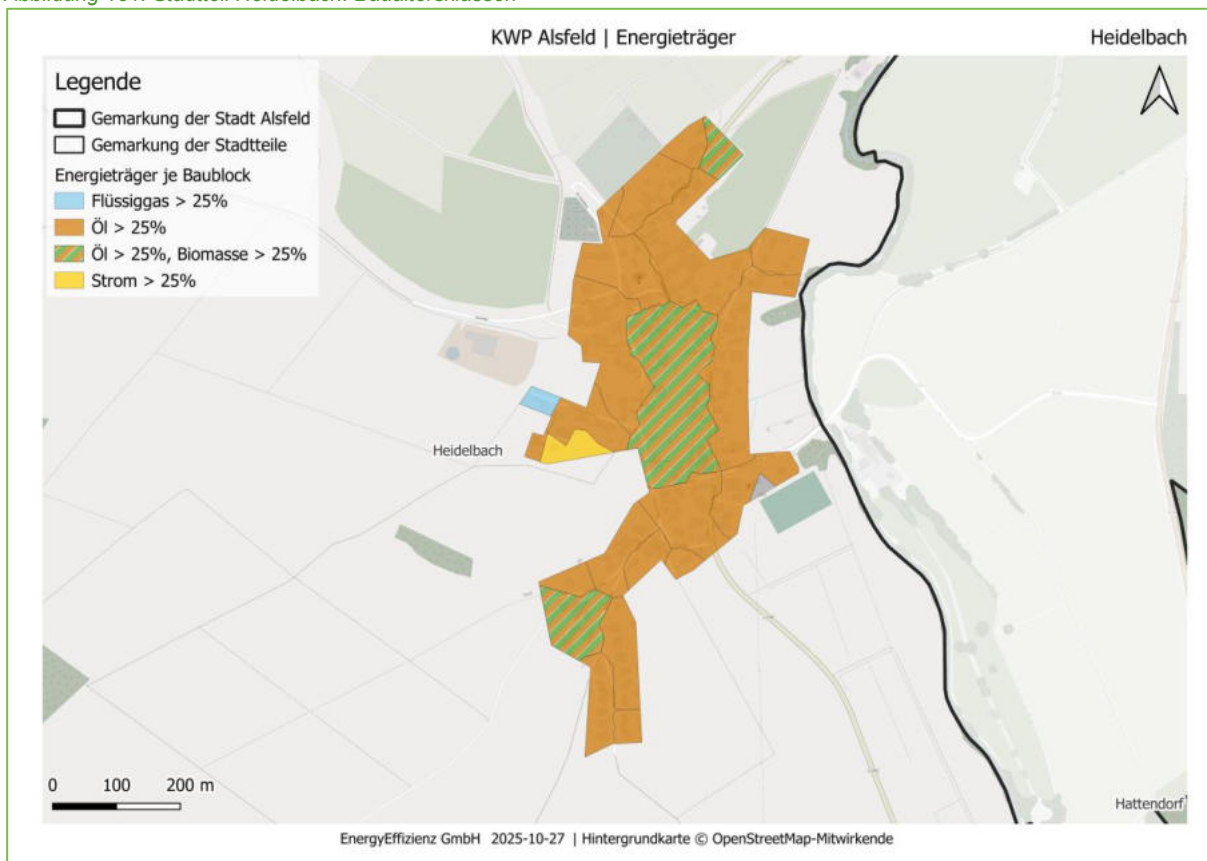 KWP Alsfeld | Energieträger
Heidelbach
Legende
Gemarkung der Stadt Alsfeld
Gemarkung der Stadtteile
Energieträger je Baublock
Flüssiggas > 25%
Öl > 25%
Öl > 25%, Biomasse > 25%
Strom > 25%
Heidelbach
0 100 200 m
Hattendorf
EnergyEffizienz GmbH 2025-10-27 | Hintergrundkarte © OpenStreetMap-Mitwirkende